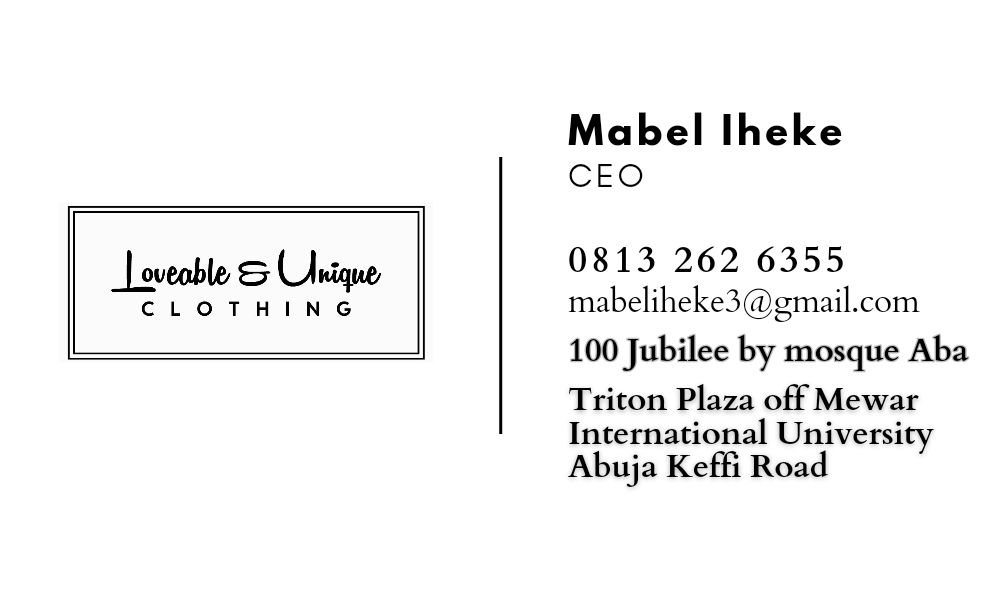 Loveable & Unique
CLOTHING
Mabel Iheke
CEO
0813 262 6355
mabeliheke3@gmail.com
100 Jubilee by mosque Aba
Triton Plaza off Mewar
International University
Abuja Keffi Road